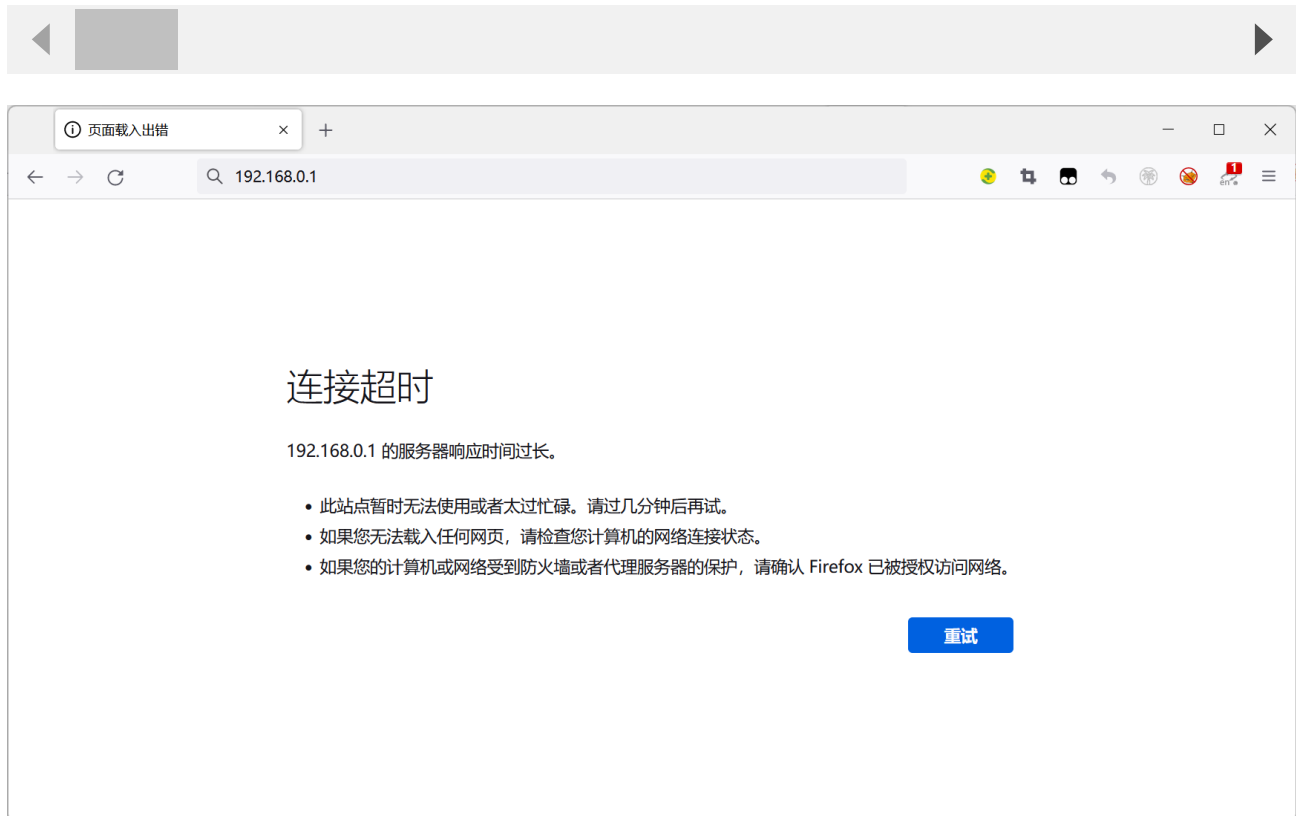 页面载入出错
192.168.0.1
1
en
连接超时
192.168.0.1 的服务器响应时间过长。
此站点暂时无法使用或者太过忙碌。请过几分钟后再试。
如果您无法载入任何网页，请检查您计算机的网络连接状态。
如果您的计算机或网络受到防火墙或者代理服务器的保护，请确认 Firefox 已被授权访问网络。
重试